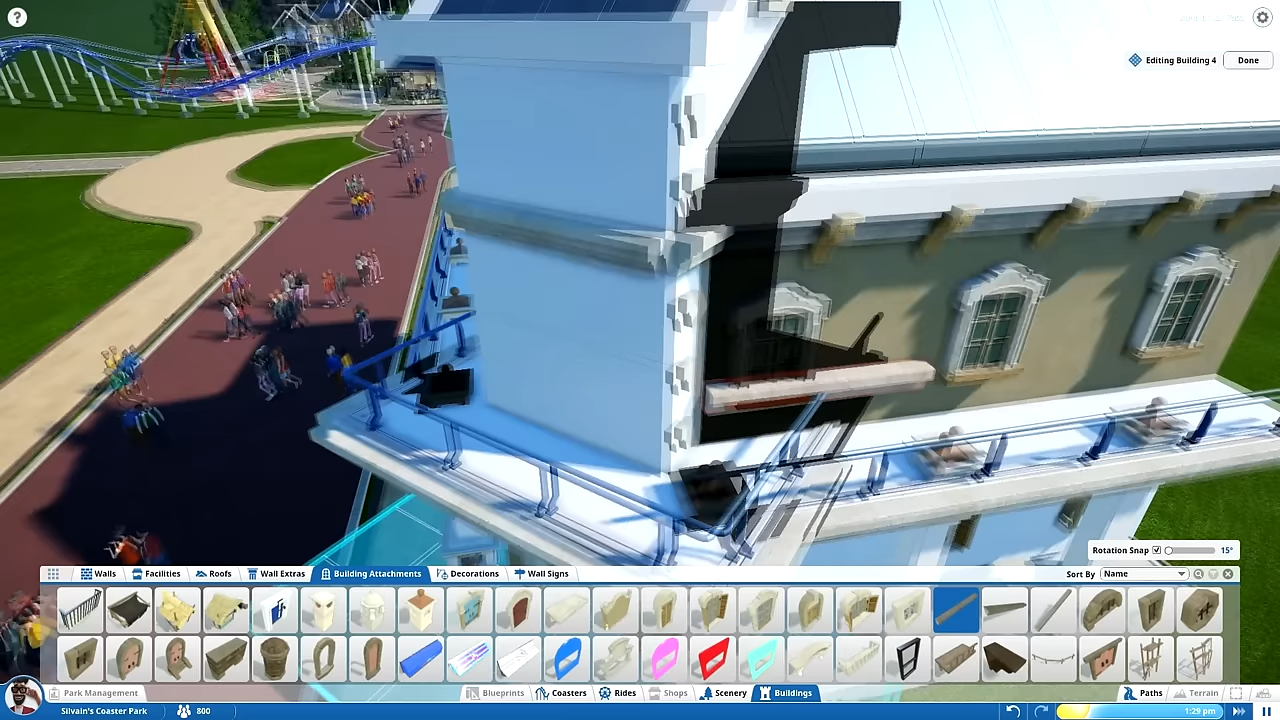 ?
Editing Building 4 Done
Rotation Snap 15°
Walls Facilities Roofs Wall Extras Building Attachments Decorations Wall Signs Sort By Name
Park Management Blueprints Coasters Rides Shops Scenery Buildings Paths Terrain
Silvain's Coaster Park 800 1:29 pm